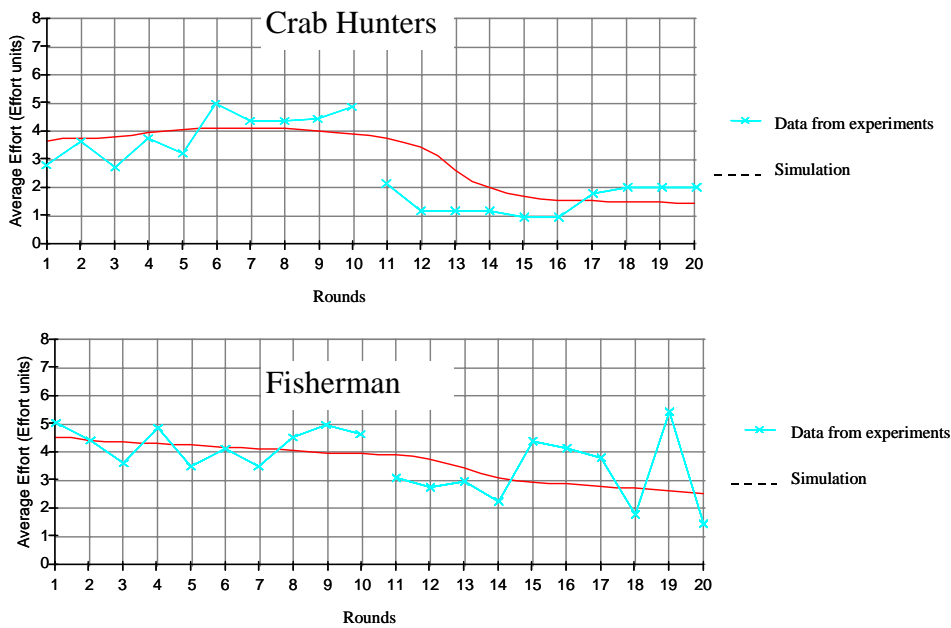 Crab Hunters
8
7
6
5
4
3
2
1
0
Average Effort (Effort units)
1 2 3 4 5 6 7 8 9 10 11 12 13 14 15 16 17 18 19 20
Rounds
Data from experiments
Simulation
Fisherman
8
7
6
5
4
3
2
1
0
Average Effort (Effort units)
1 2 3 4 5 6 7 8 9 10 11 12 13 14 15 16 17 18 19 20
Rounds
Data from experiments
Simulation